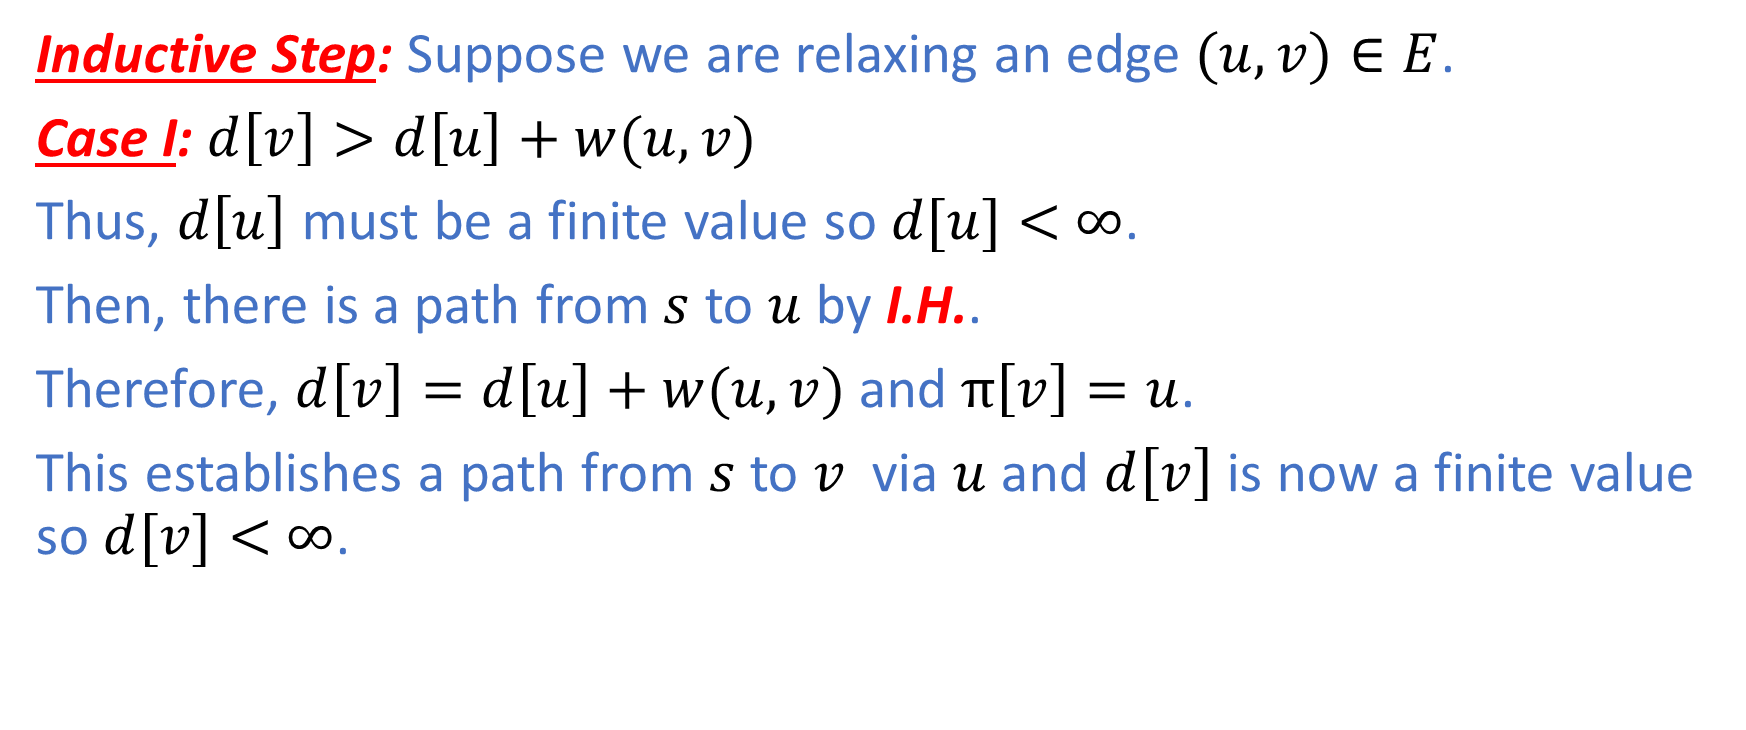 Inductive Step: Suppose we are relaxing an edge (u, v) ∈ E.
Case I: d[v] > d[u] + w(u, v)
Thus, d[u] must be a finite value so d[u] < ∞.
Then, there is a path from s to u by I.H..
Therefore, d[v] = d[u] + w(u, v) and π[v] = u.
This establishes a path from s to v via u and d[v] is now a finite value
so d[v] < ∞.